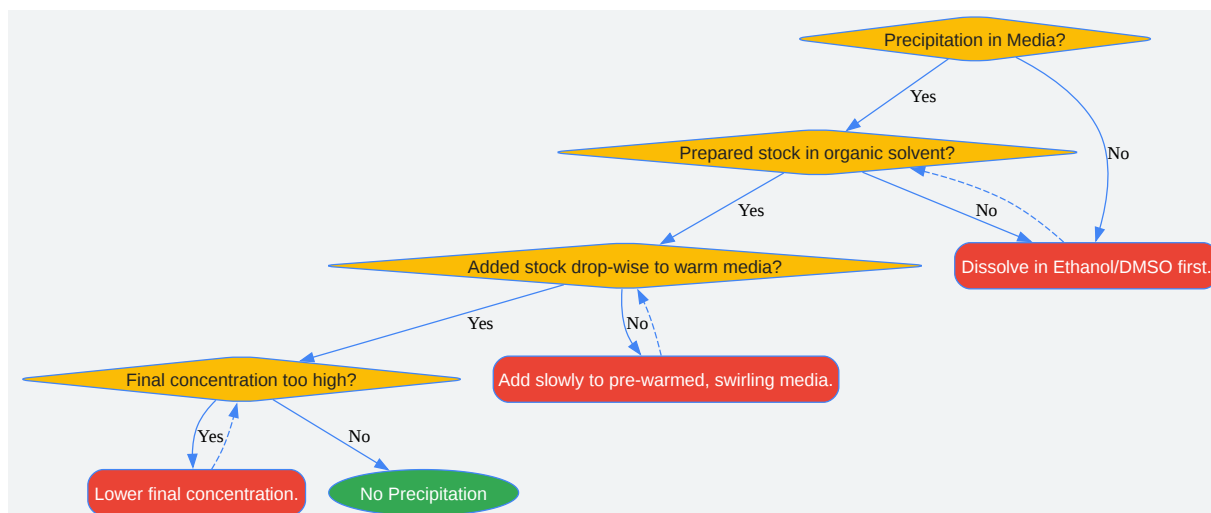 Precipitation in Media?
Yes
Prepared stock in organic solvent?
No
Yes
No
Added stock drop-wise to warm media?
Dissolve in Ethanol/DMSO first.
Yes
No
Final concentration too high?
Add slowly to pre-warmed, swirling media.
Yes
No
Lower final concentration.
No Precipitation